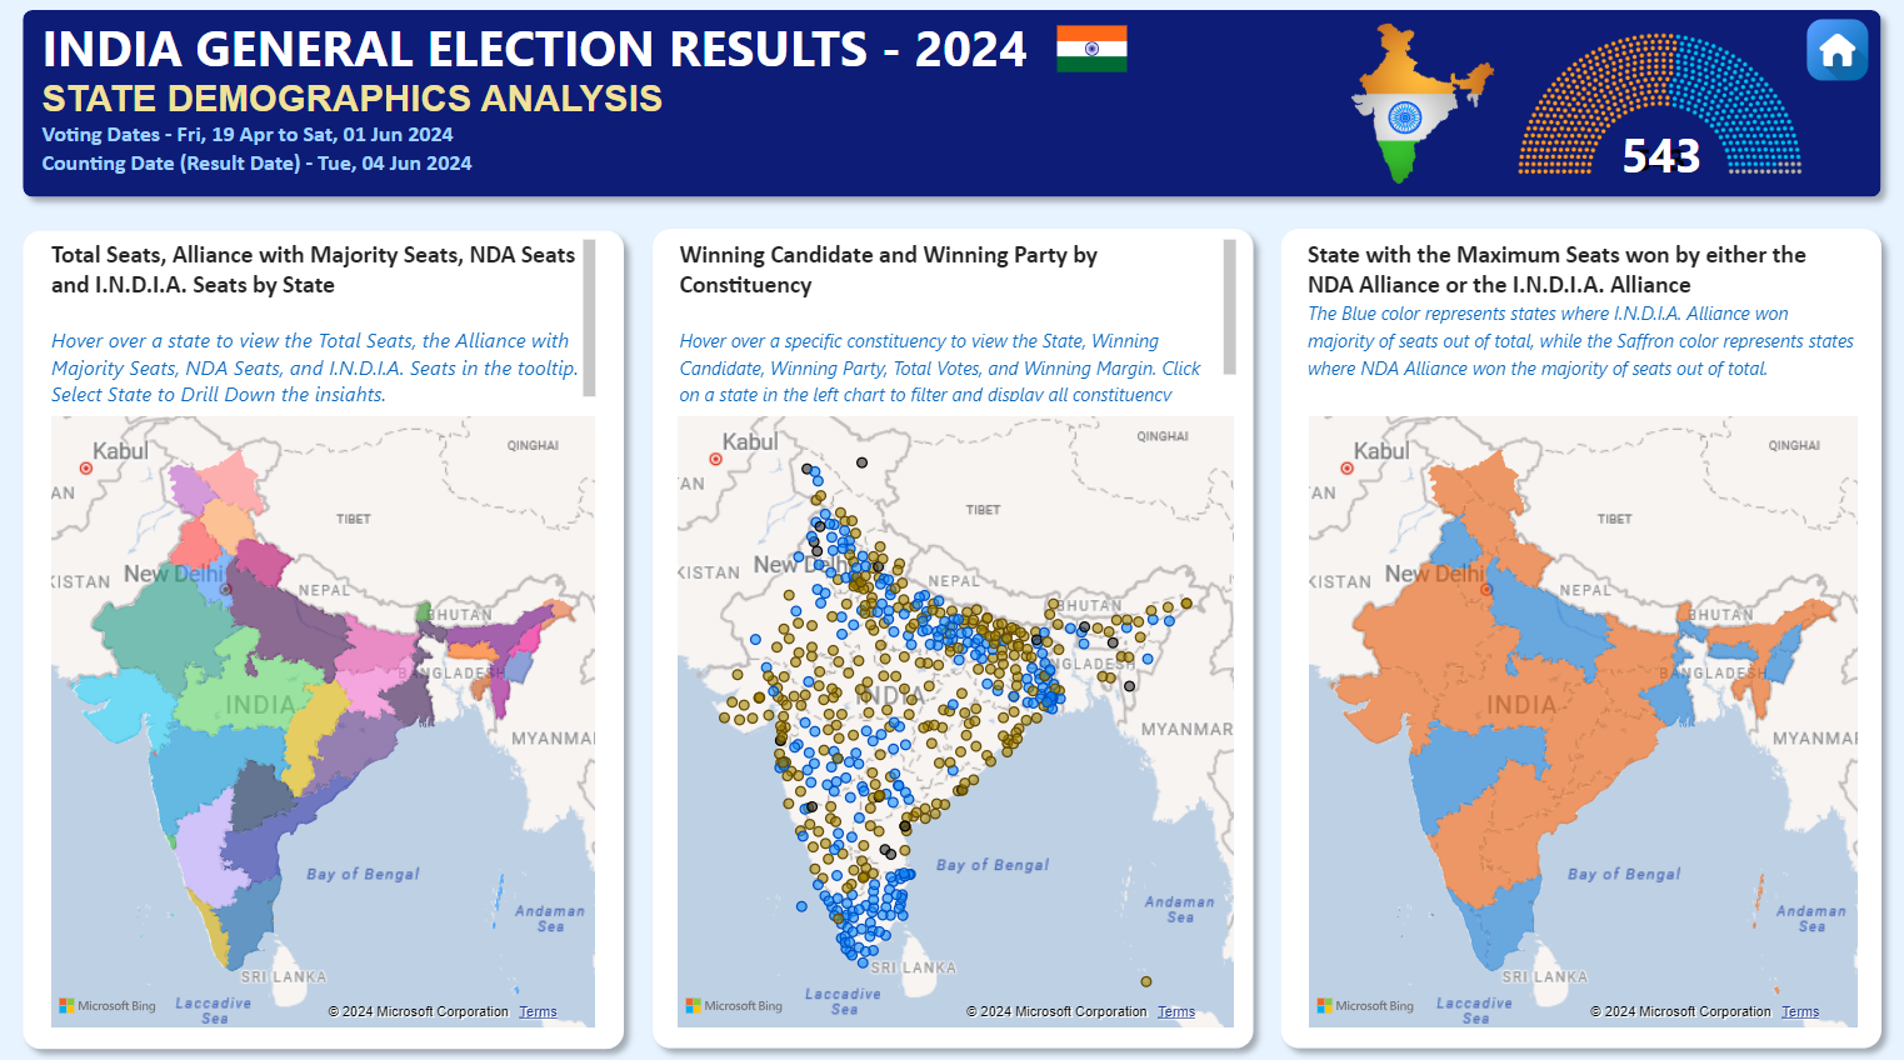 INDIA GENERAL ELECTION RESULTS - 2024
STATE DEMOGRAPHICS ANALYSIS
Voting Dates - Fri, 19 Apr to Sat, 01 Jun 2024
Counting Date (Result Date) - Tue, 04 Jun 2024
543
Total Seats, Alliance with Majority Seats, NDA Seats
and I.N.D.I.A. Seats by State
Hover over a state to view the Total Seats, the Alliance with
Majority Seats, NDA Seats, and I.N.D.I.A. Seats in the tooltip.
Select State to Drill Down the insights.
Kabul
QINGHAI
AN
TIBET
KISTAN
New Delhi
NEPAL
BHUTAN
BANGLADESH
INDIA
MYANMA
Bay of Bengal
Andaman
Sea
SRI LANKA
Laccadive
Sea
Microsoft Bing
© 2024 Microsoft Corporation Terms
Winning Candidate and Winning Party by
Constituency
Hover over a specific constituency to view the State, Winning
Candidate, Winning Party, Total Votes, and Winning Margin. Click
on a state in the left chart to filter and display all constituency
Kabul
QINGHAI
AN
TIBET
KISTAN
New Delhi
NEPAL
BHUTAN
NGLADESH
INDIA
MYANMAR
Bay of Bengal
Andaman
Sea
SRI LANKA
Laccadive
Sea
Microsoft Bing
© 2024 Microsoft Corporation Terms
State with the Maximum Seats won by either the
NDA Alliance or the I.N.D.I.A. Alliance
The Blue color represents states where I.N.D.I.A. Alliance won
majority of seats out of total, while the Saffron color represents states
where NDA Alliance won the majority of seats out of total.
Kabul
QINGHAI
AN
TIBET
KISTAN
New Delhi
NEPAL
BHUTAN
BANGLADESH
INDIA
MYANMAR
Bay of Bengal
Andaman
Sea
SRI LANKA
Laccadive
Sea
Microsoft Bing
© 2024 Microsoft Corporation Terms